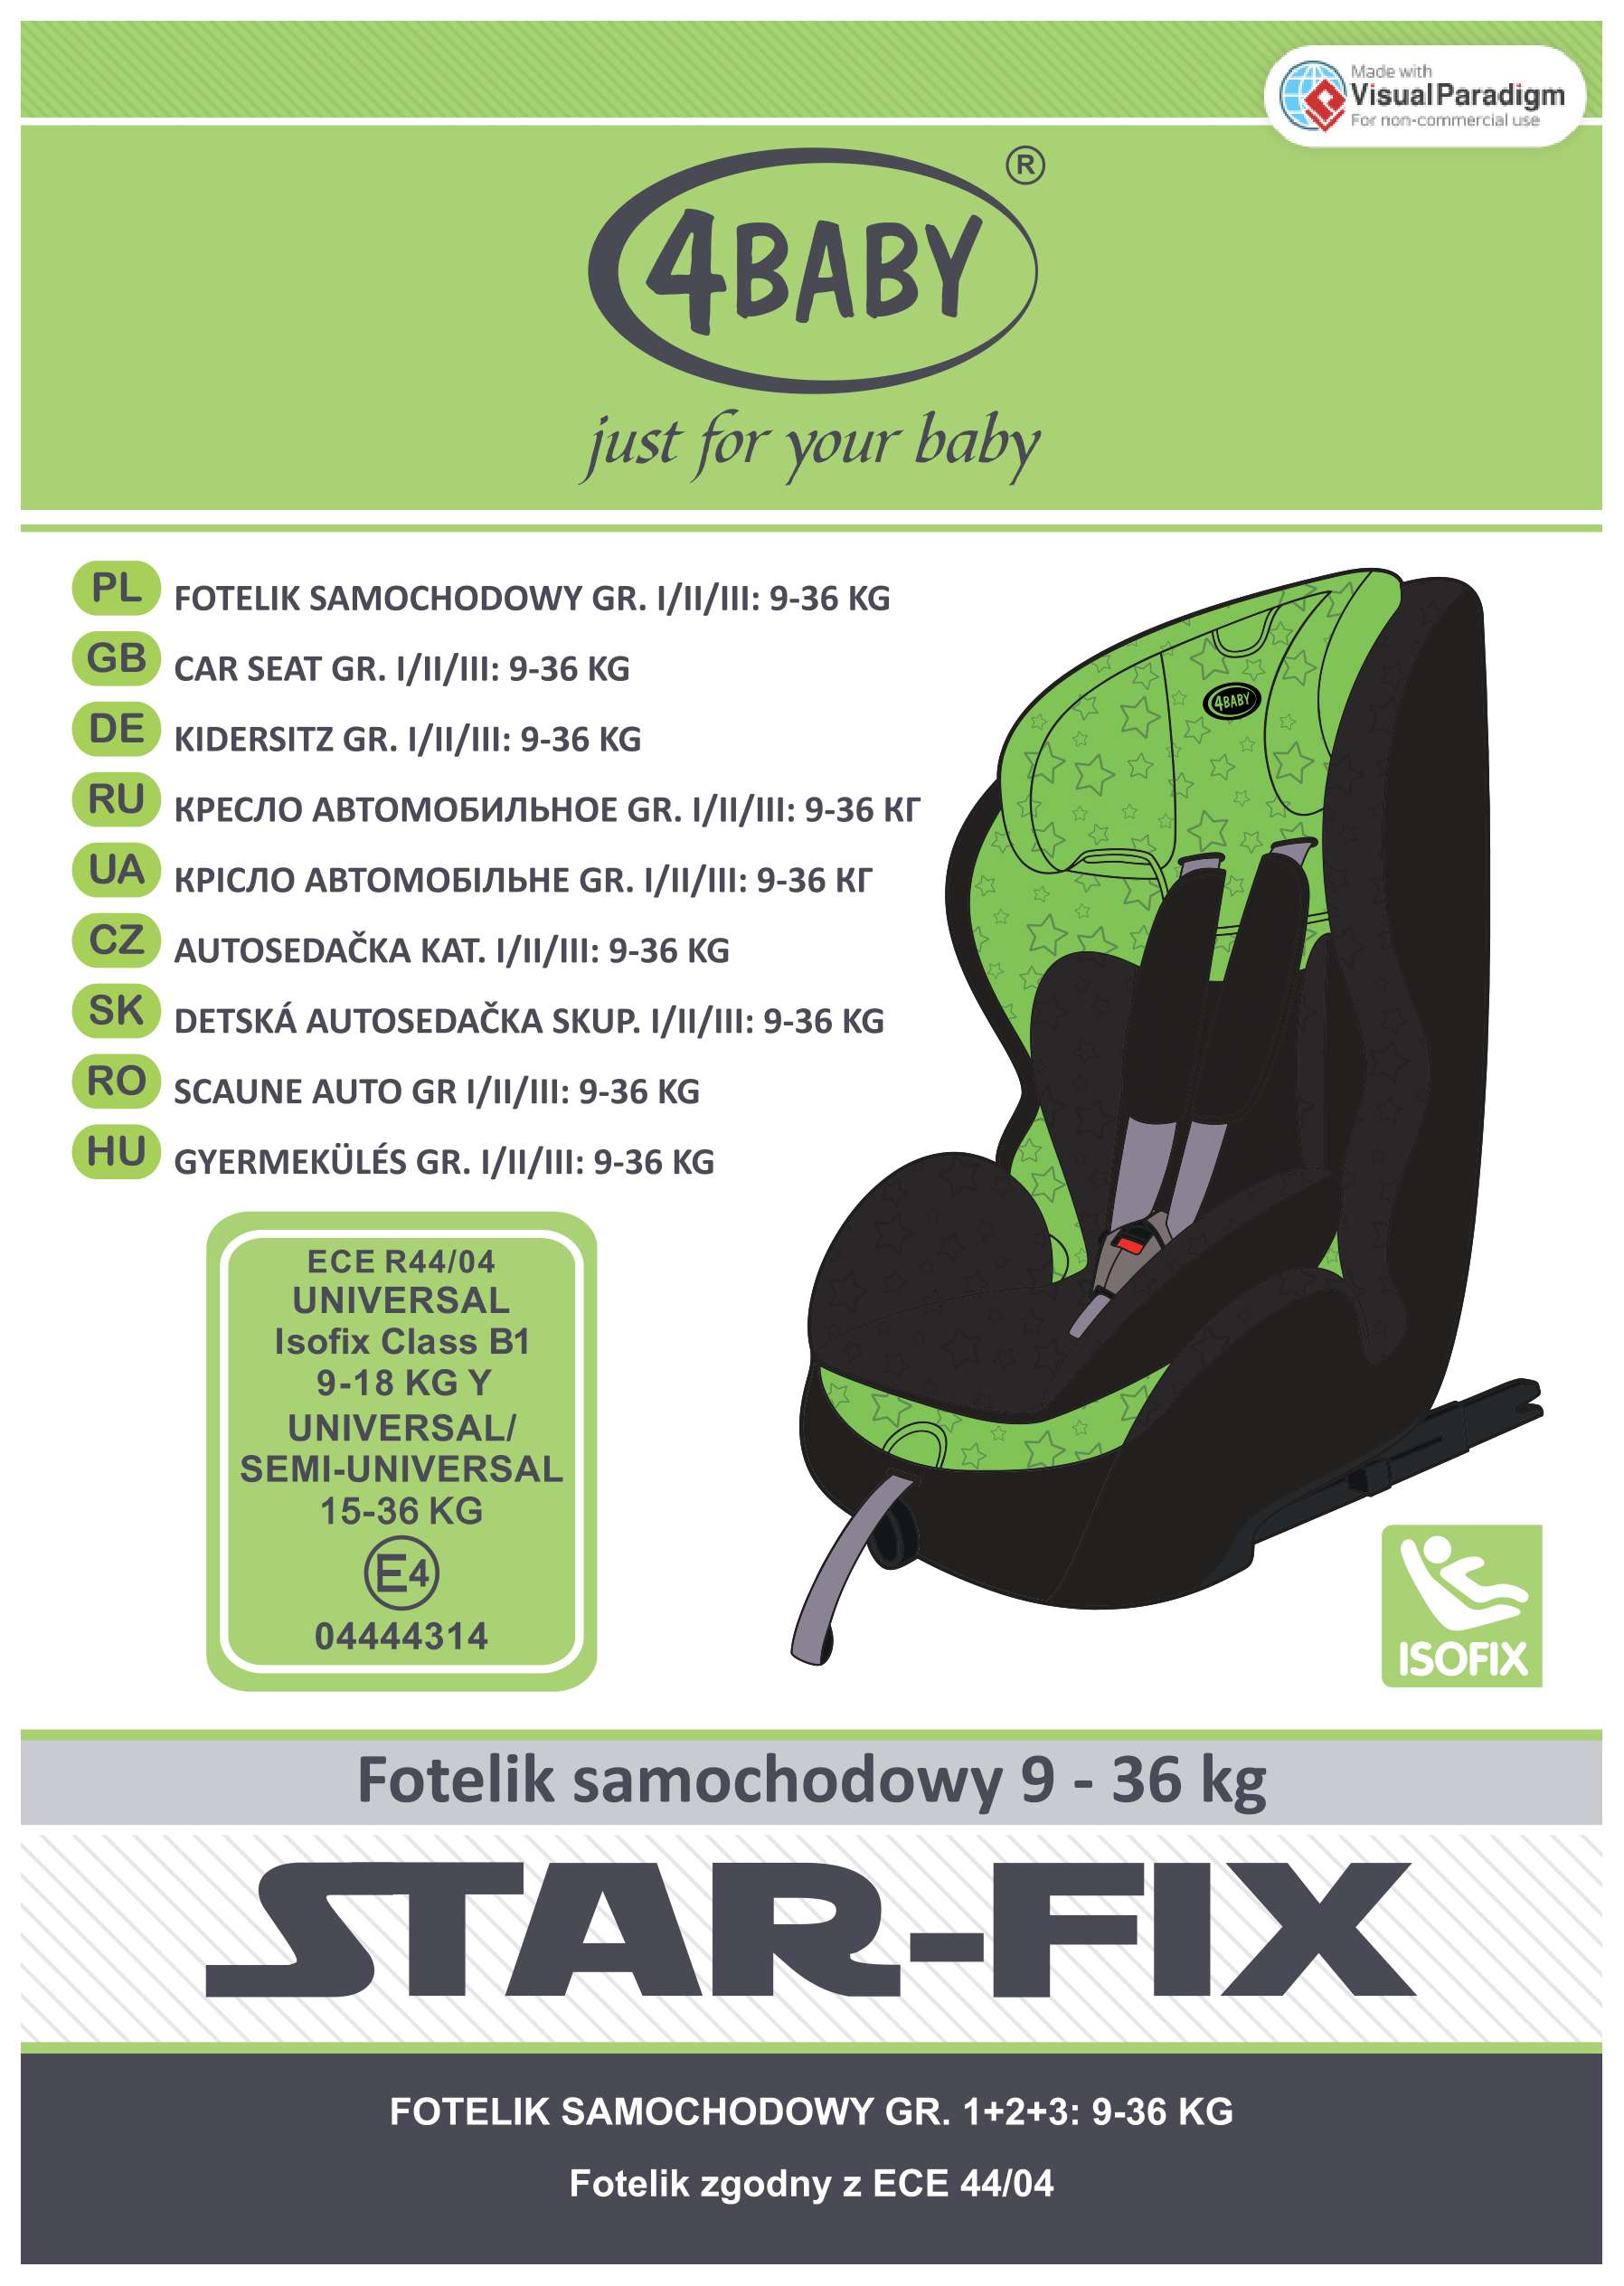 Made with
Visual Paradigm
For non-commercial use
4BABY ®
just for your baby
PL FOTELIK SAMOCHODOWY GR. I/II/III: 9-36 KG
GB CAR SEAT GR. I/II/III: 9-36 KG
DE KIDERSITZ GR. I/II/III: 9-36 KG
RU КРЕСЛО АВТОМОБИЛЬНОЕ GR. I/II/III: 9-36 КГ
UA КРІСЛО АВТОМОБІЛЬНЕ GR. I/II/III: 9-36 КГ
CZ AUTOSEDAČKA KAT. I/II/III: 9-36 KG
SK DETSKÁ AUTOSEDAČKA SKUP. I/II/III: 9-36 KG
RO SCAUNE AUTO GR I/II/III: 9-36 KG
HU GYERMEKÜLÉS GR. I/II/III: 9-36 KG
4BABY
ECE R44/04
UNIVERSAL
Isofix Class B1
9-18 KG Y
UNIVERSAL/
SEMI-UNIVERSAL
15-36 KG
E4
04444314
ISOFIX
Fotelik samochodowy 9 - 36 kg
STAR-FIX
FOTELIK SAMOCHODOWY GR. 1+2+3: 9-36 KG
Fotelik zgodny z ECE 44/04